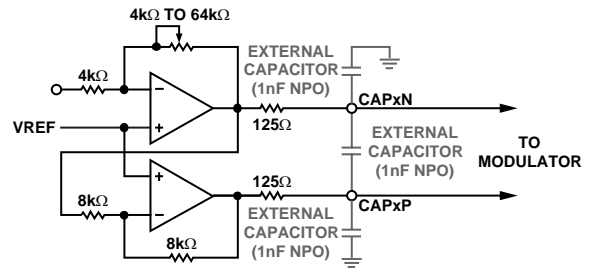 4kΩ TO 64kΩ
EXTERNAL
CAPACITOR
(1nF NPO)
4kΩ
CAPxN
125Ω
VREF
EXTERNAL
CAPACITOR
(1nF NPO)
TO
MODULATOR
125Ω
8kΩ
CAPxP
EXTERNAL
CAPACITOR
(1nF NPO)
8kΩ